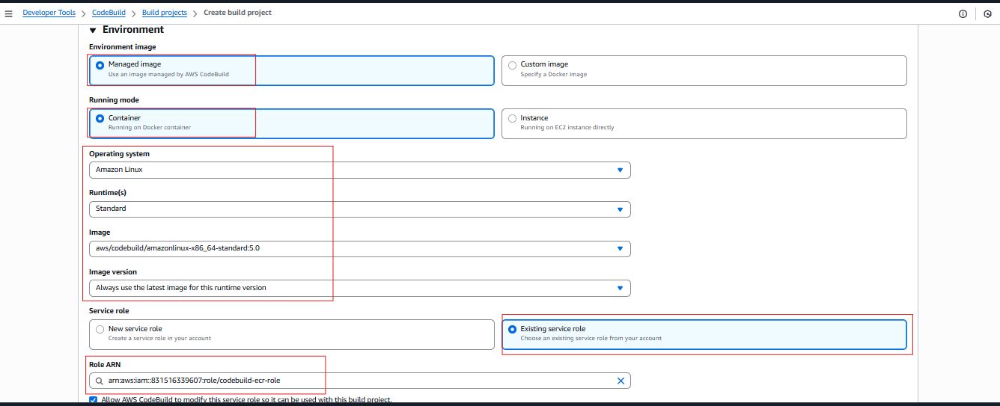 Developer Tools > CodeBuild > Build projects > Create build project
Environment
Environment image
Managed image
Use an image managed by AWS CodeBuild
Custom image
Specify a Docker image
Running mode
Container
Running on Docker container
Instance
Running on EC2 instance directly
Operating system
Amazon Linux
Runtime(s)
Standard
Image
aws/codebuild/amazonlinux-x86_64-standard:5.0
Image version
Always use the latest image for this runtime version
Service role
New service role
Create a service role in your account
Existing service role
Choose an existing service role from your account
Role ARN
arn:aws:iam::831516339607:role/codebuild-ecr-role
Allow AWS CodeBuild to modify this service role so it can be used with this build project.